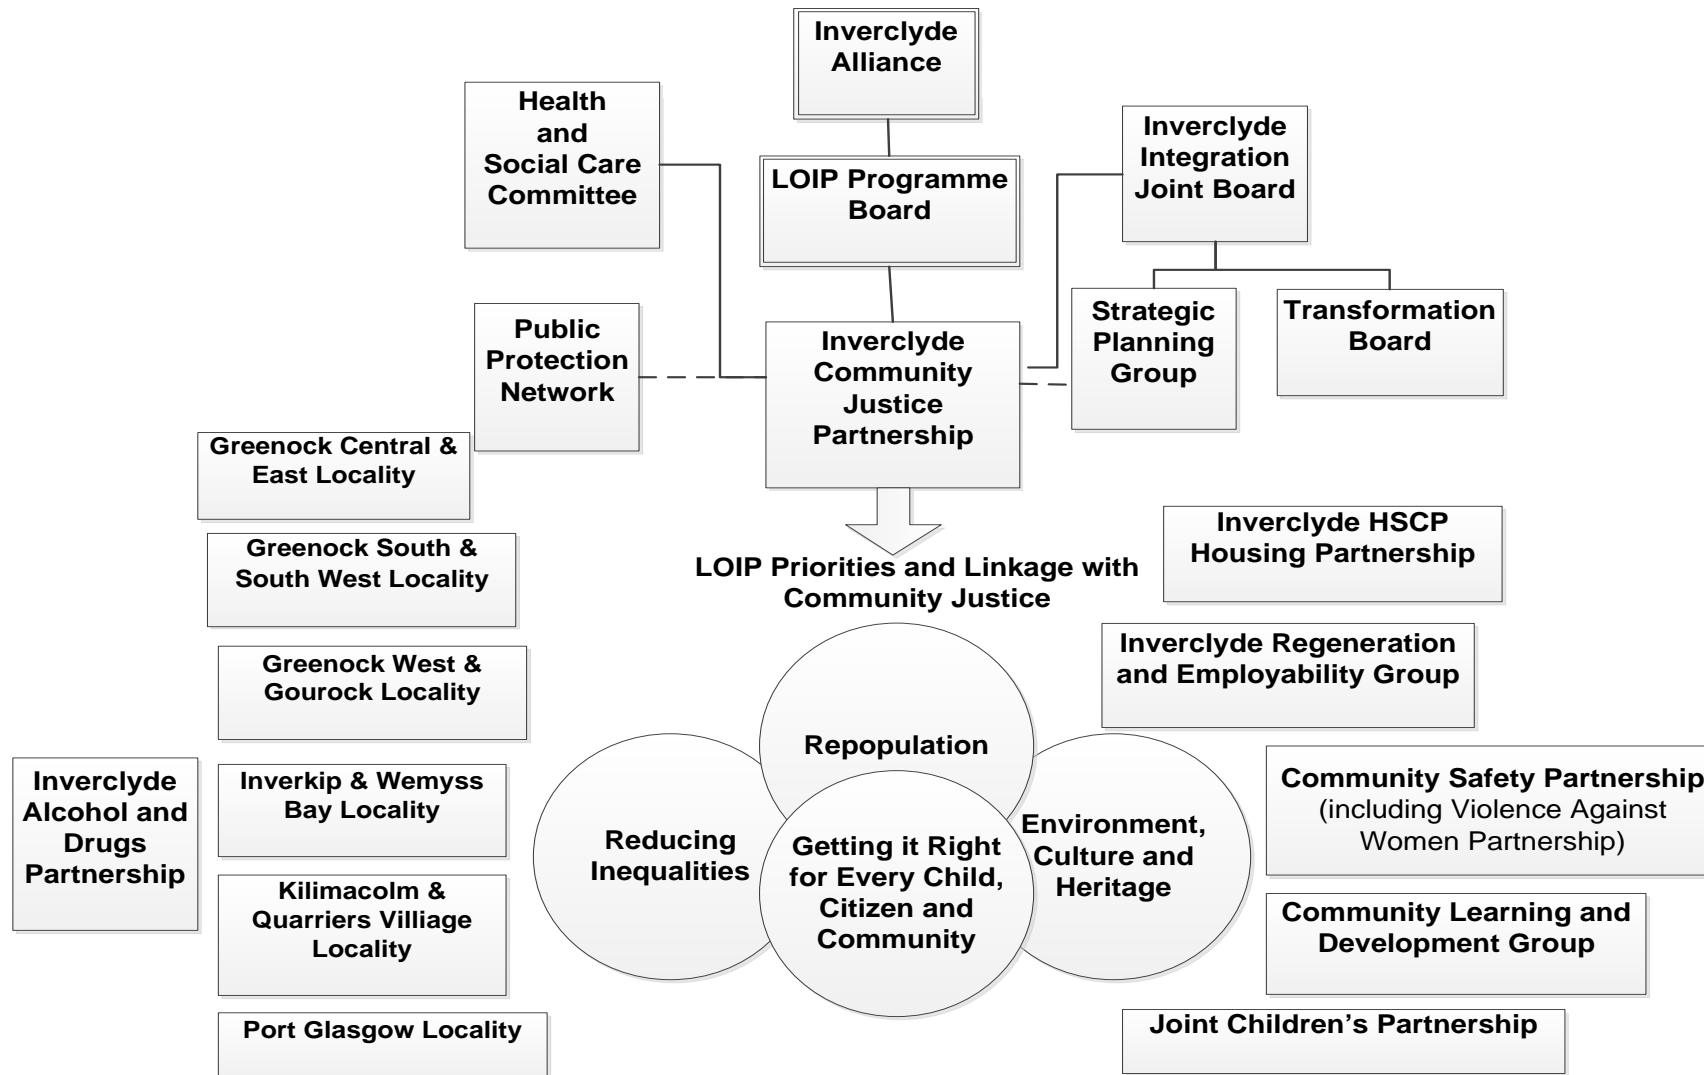 Inverclyde
Alliance
Health
and
Social Care
Committee
LOIP Programme
Board
Inverclyde
Integration
Joint Board
Public
Protection
Network
Inverclyde
Community
Justice
Partnership
Strategic
Planning
Group
Transformation
Board
Greenock Central &
East Locality
Greenock South &
South West Locality
Greenock West &
Gourock Locality
Inverclyde
Alcohol and
Drugs
Partnership
Inverkip & Wemyss
Bay Locality
Kilimacolm &
Quarriers Villiage
Locality
Port Glasgow Locality
LOIP Priorities and Linkage with
Community Justice
Repopulation
Reducing
Inequalities
Getting it Right
for Every Child,
Citizen and
Community
Environment,
Culture and
Heritage
Inverclyde HSCP
Housing Partnership
Inverclyde Regeneration
and Employability Group
Community Safety Partnership
(including Violence Against
Women Partnership)
Community Learning and
Development Group
Joint Children’s Partnership